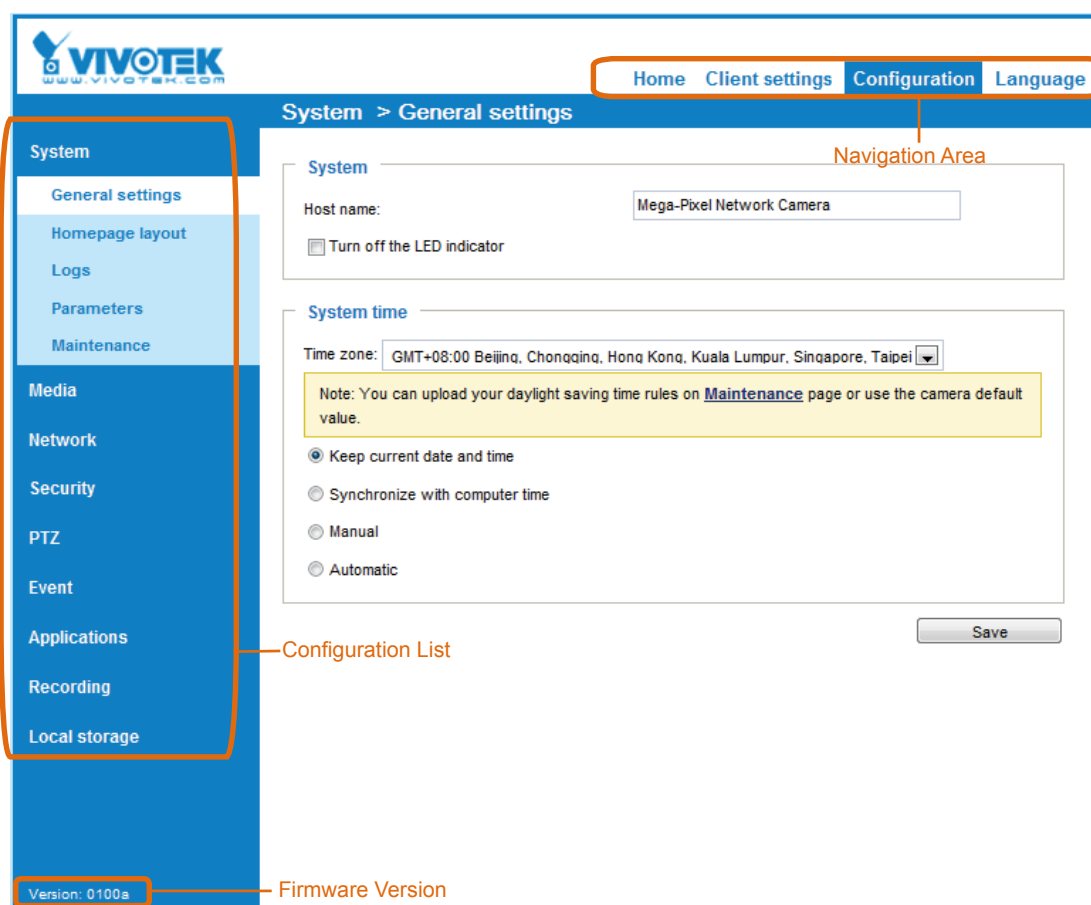 VIVOTEK
www.vivotek.com
Home Client settings Configuration Language
System > General settings
Navigation Area
System
General settings
Homepage layout
Logs
Parameters
Maintenance
Media
Network
Security
PTZ
Event
Applications
Recording
Local storage
Version: 0100a
System
Host name: Mega-Pixel Network Camera
Turn off the LED indicator
System time
Time zone: GMT+08:00 Beijing, Chongqing, Hong Kong, Kuala Lumpur, Singapore, Taipei
Note: You can upload your daylight saving time rules on Maintenance page or use the camera default
value.
Keep current date and time
Synchronize with computer time
Manual
Automatic
Save
Configuration List
Firmware Version